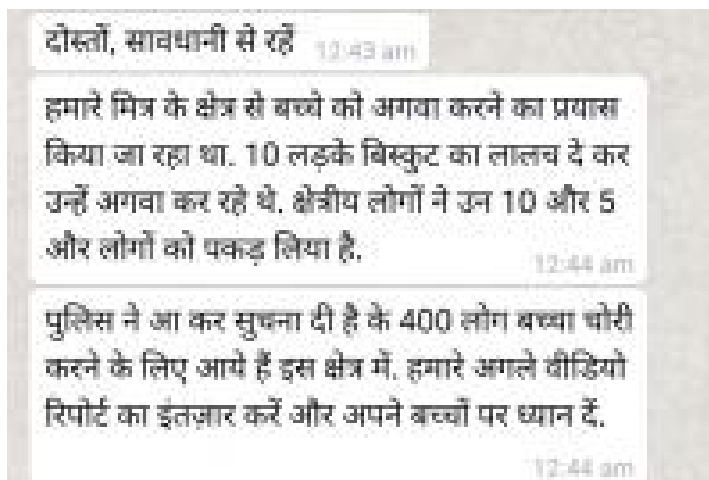 दोस्तों, सावधानी से रहें 12:43 am
हमारे मित्र के क्षेत्र से बच्चे को अगवा करने का प्रयास
किया जा रहा था. 10 लड़के बिस्कुट का लालच दे कर
उन्हें अगवा कर रहे थे. क्षेत्रीय लोगों ने उन 10 और 5
और लोगों को पकड़ लिया है.
12:44 am
पुलिस ने आ कर सुचना दी है के 400 लोग बच्चा चोरी
करने के लिए आये हैं इस क्षेत्र में. हमारे अगले वीडियो
रिपोर्ट का इंतज़ार करें और अपने बच्चों पर ध्यान दें.
12:44 am